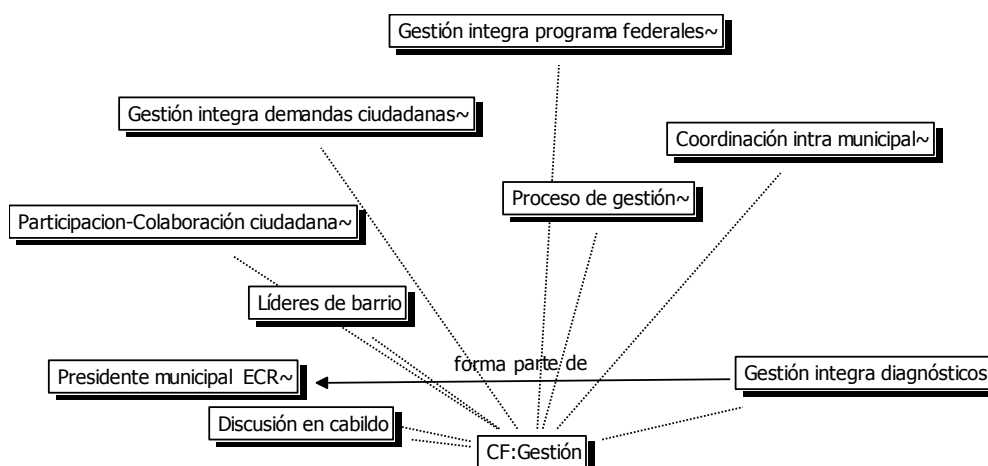 Gestión integra programa federales~
Gestión integra demandas ciudadanas~
Coordinación intra municipal~
Proceso de gestión~
Participacion-Colaboración ciudadana~
Líderes de barrio
forma parte de
Presidente municipal  ECR~
Gestión integra diagnósticos
Discusión en cabildo
CF:Gestión